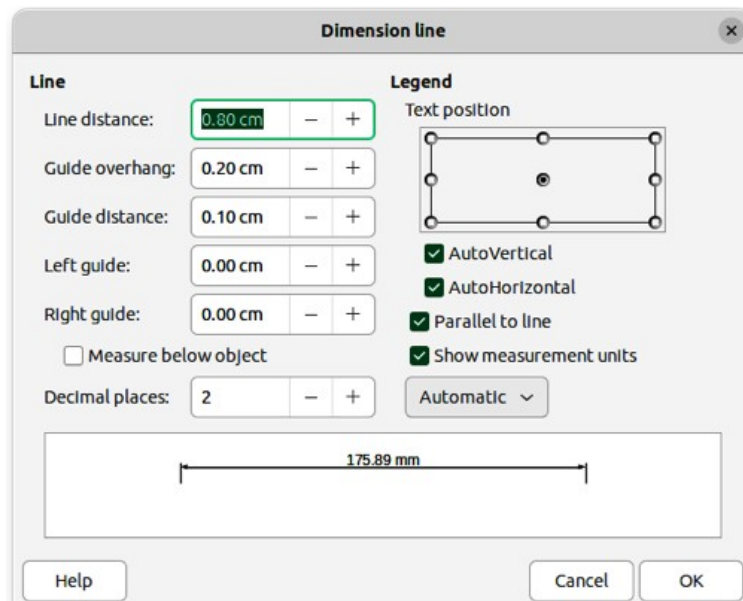 Dimension line
Line
Line distance: 0.80 cm − +
Guide overhang: 0.20 cm − +
Guide distance: 0.10 cm − +
Left guide: 0.00 cm − +
Right guide: 0.00 cm − +
Measure below object
Decimal places: 2 − +
Legend
Text position
AutoVertical
AutoHorizontal
Parallel to line
Show measurement units
Automatic
175.89 mm
Help
Cancel
OK